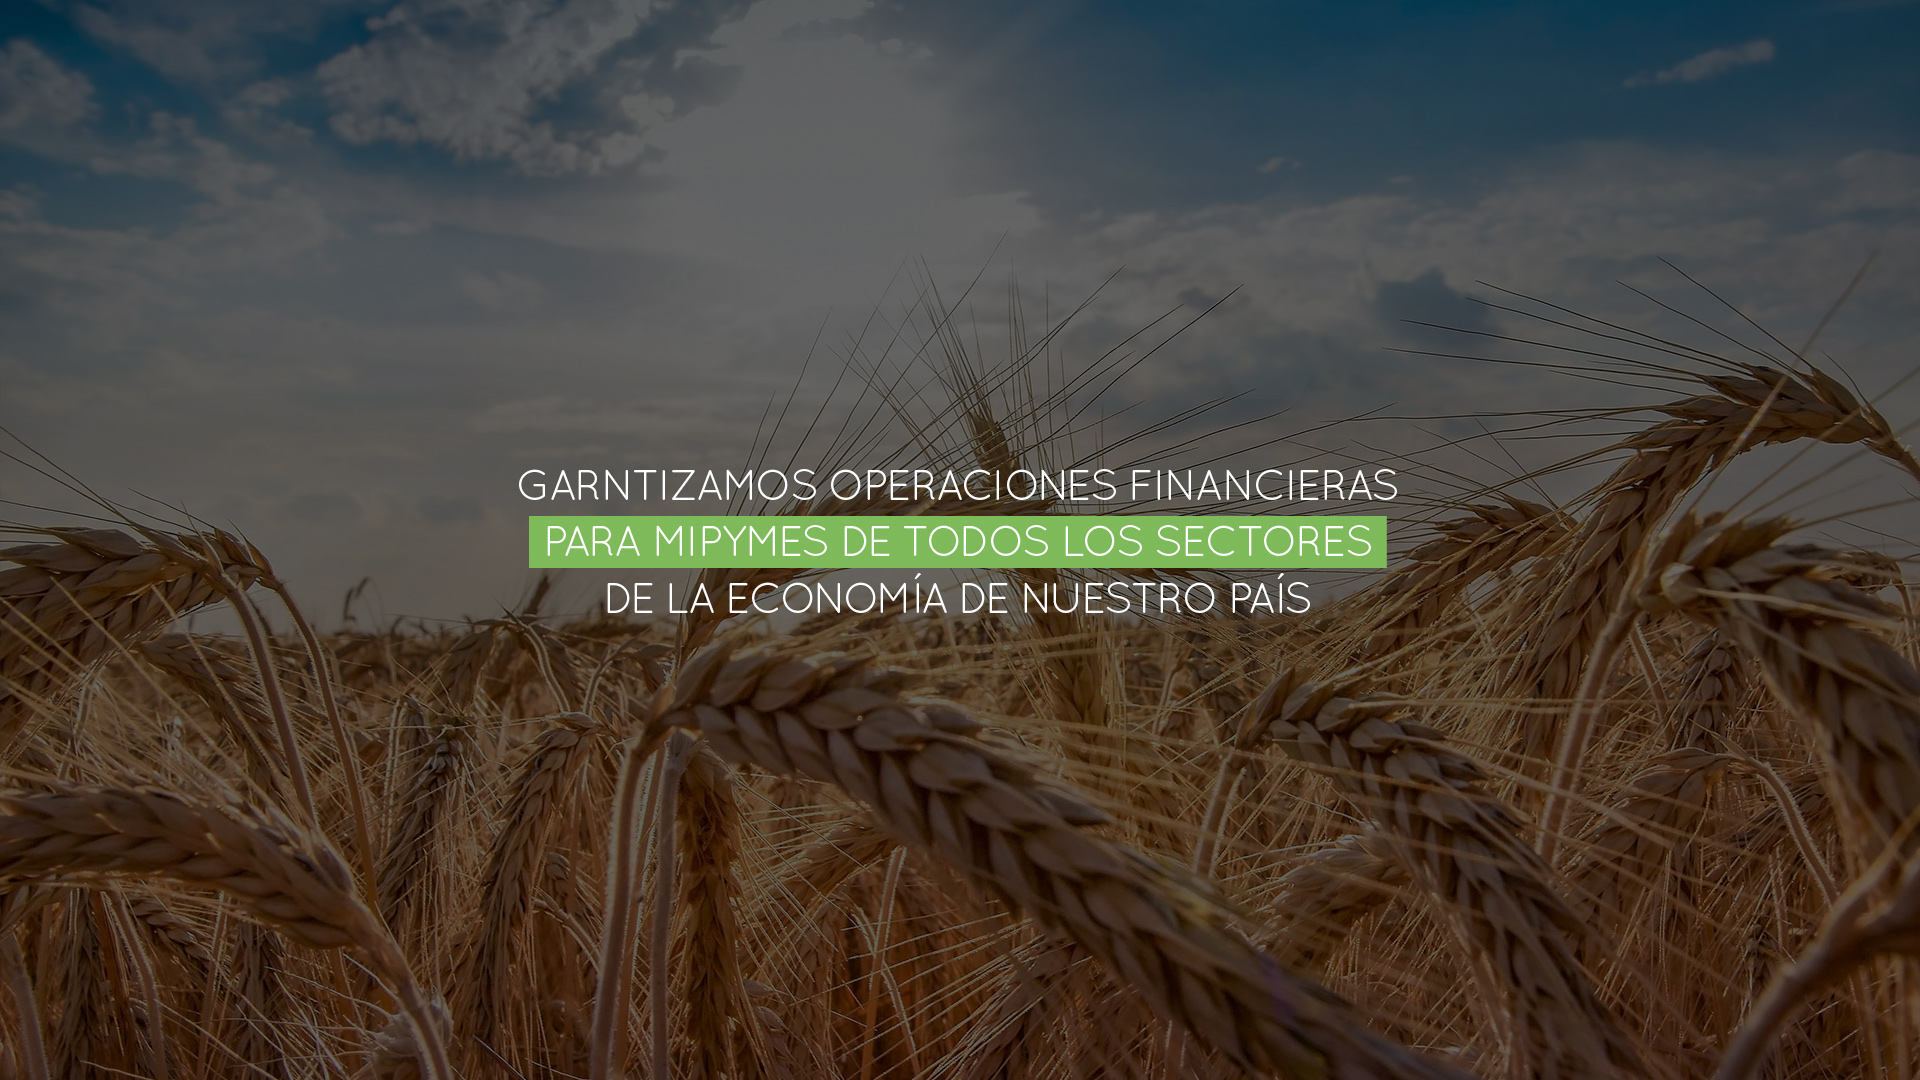 GARNTIZAMOS OPERACIONES FINANCIERAS
PARA MIPYMES DE TODOS LOS SECTORES
DE LA ECONOMÍA DE NUESTRO PAÍS